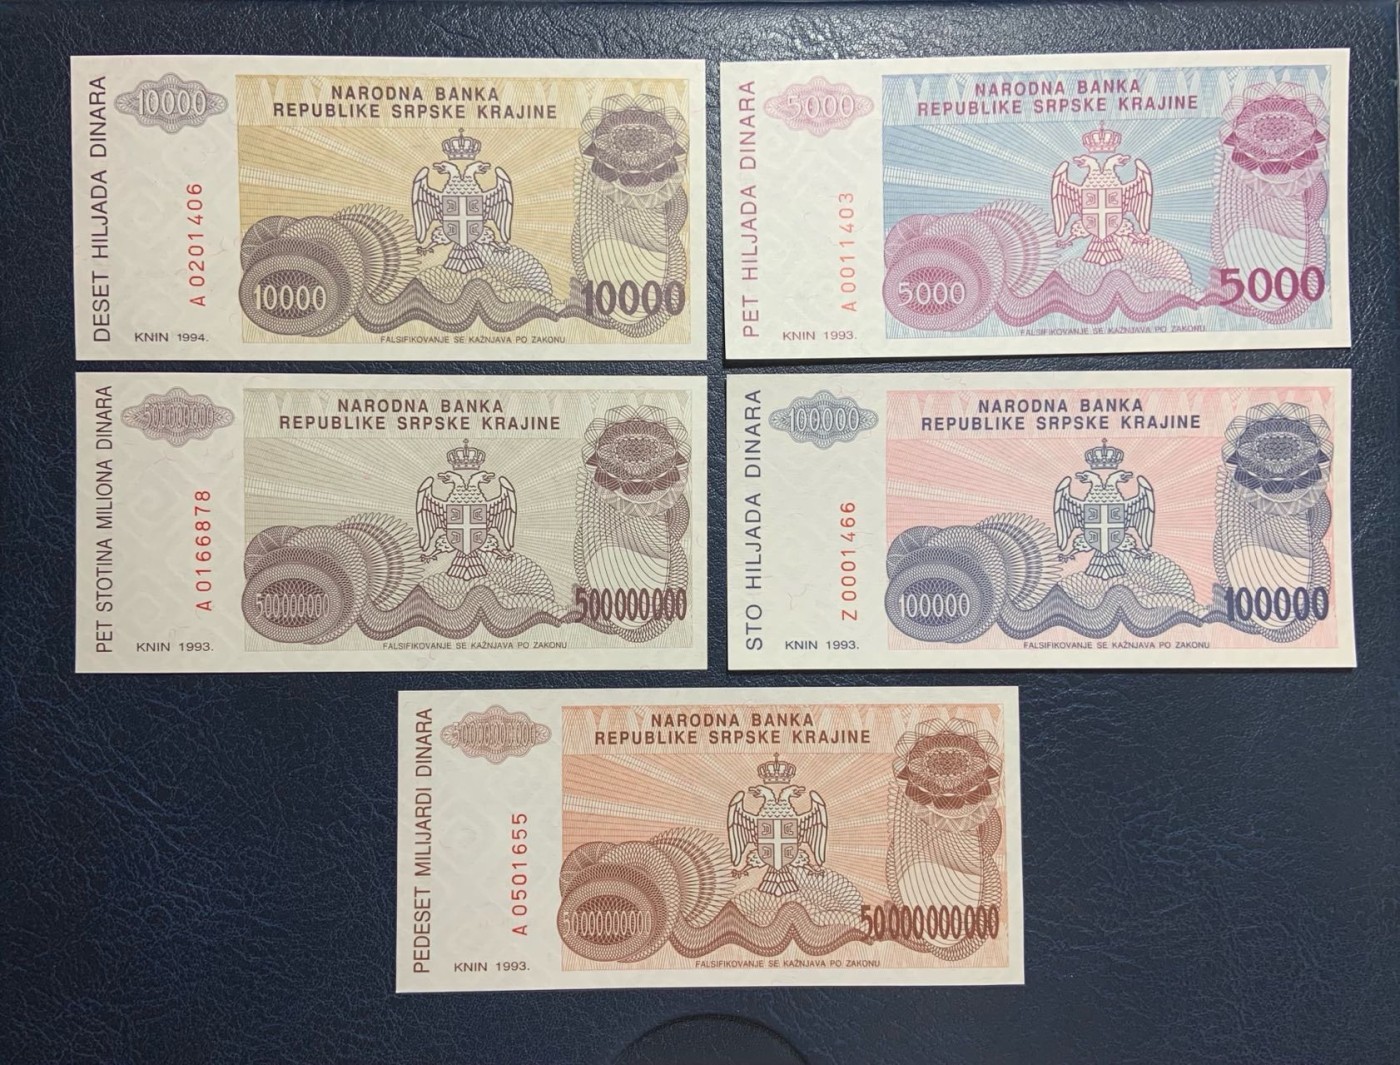 DESET HILJADA DINARA
10000
A 0201406
KNIN 1994.
NARODNA BANKA
REPUBLIKE SRPSKE KRAJINE
10000
10000
FALSIFIKOVANJE SE KAŽNJAVA PO ZAKONU
PET HILJADA DINARA
5000
A 0011403
KNIN 1993.
NARODNA BANKA
REPUBLIKE SRPSKE KRAJINE
5000
5000
FALSIFIKOVANJE SE KAŽNJAVA PO ZAKONU
PET STOTINA MILIONA DINARA
500000000
A 0166878
KNIN 1993.
NARODNA BANKA
REPUBLIKE SRPSKE KRAJINE
500000000
500000000
FALSIFIKOVANJE SE KAŽNJAVA PO ZAKONU
STO HILJADA DINARA
100000
Z 0001466
KNIN 1993.
NARODNA BANKA
REPUBLIKE SRPSKE KRAJINE
100000
100000
FALSIFIKOVANJE SE KAŽNJAVA PO ZAKONU
PEDESET MILIJARDI DINARA
50000000000
A 0501655
KNIN 1993.
NARODNA BANKA
REPUBLIKE SRPSKE KRAJINE
50000000000
50000000000
FALSIFIKOVANJE SE KAŽNJAVA PO ZAKONU